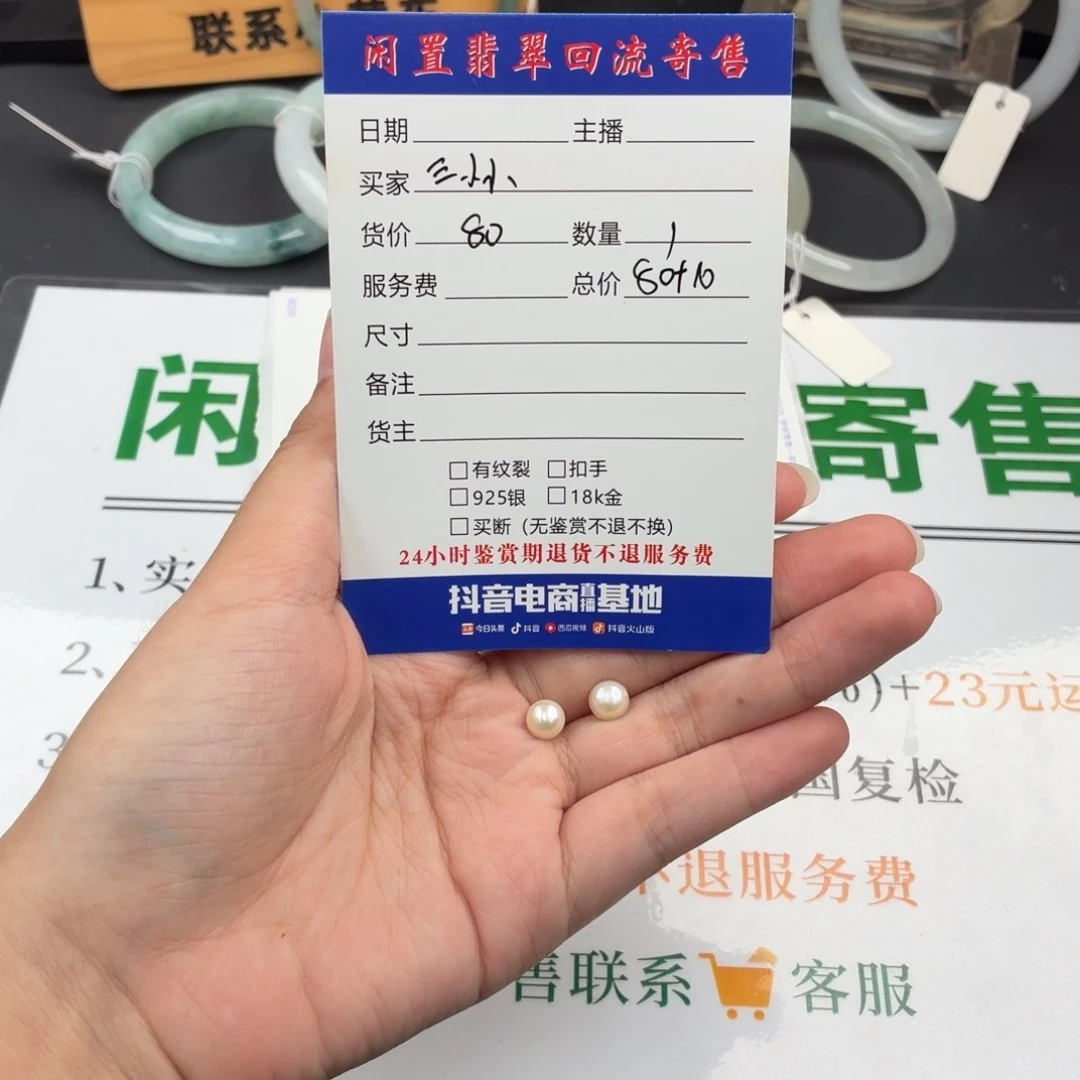 联系
闲置翡翠回流寄售
日期 主播
买家 三小小
货价 80 数量 1
服务费 总价 80+10
尺寸
备注
货主
□有纹裂 □扣手
□925银 □18k金
□买断（无鉴赏不退不换）
24小时鉴赏期退货不退服务费
抖音电商直播基地
今日头条 抖音 西瓜视频 抖音火山版
闲 寄售
1、实
2、
3
%)+23元运
国复检
不退服务费
售联系 客服